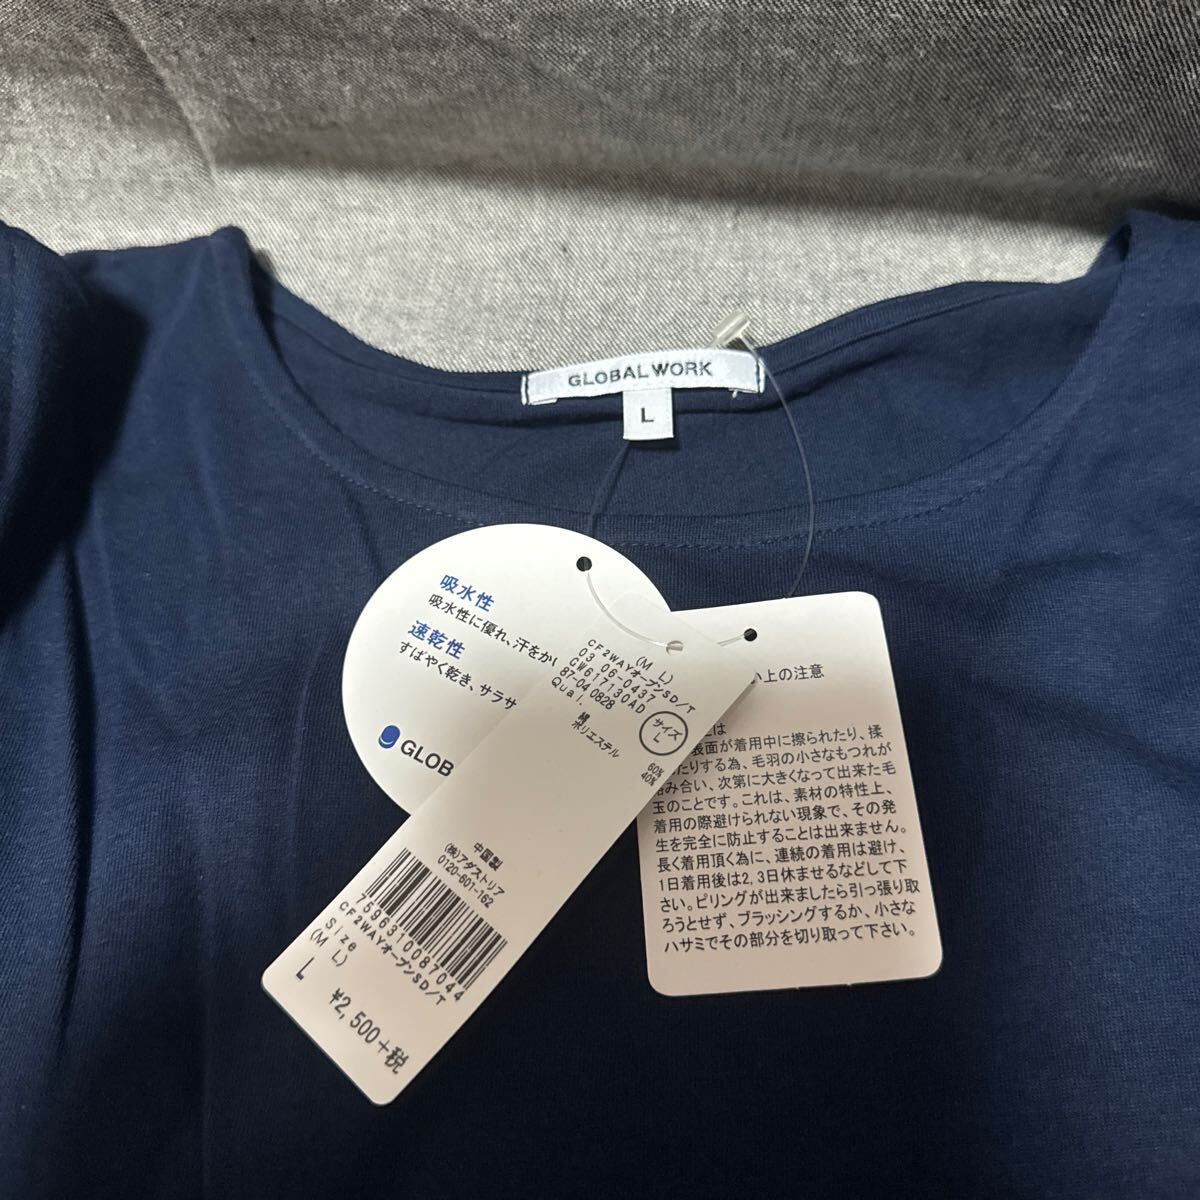 GLOBAL WORK
L
吸水性
吸水性に優れ、汗をかい
速乾性
すばやく乾き、サラサ
GLOB
(M L)
CF2WAYオープンSD/T
03 06-0437
GW617130AD
87-04 0828
Qual.
サイズ
L
綿 60%
ポリエステル 40%
中国製
(株)アダストリア
0120-601-162
7596310087044
CF2WAYオープンSD/T
Size
(M L)
L
¥2,500+税
い上の注意
は
表面が着用中に擦られたり、揉
たりする為、毛羽の小さなもつれが
み合い、次第に大きくなって出来た毛
玉のことです。これは、素材の特性上、
着用の際避けられない現象で、その発
生を完全に防止することは出来ません。
長く着用頂く為に、連続の着用は避け、
1日着用後は2,3日休ませるなどして下
さい。ピリングが出来ましたら引っ張り取
ろうとせず、ブラッシングするか、小さな
ハサミでその部分を切り取って下さい。